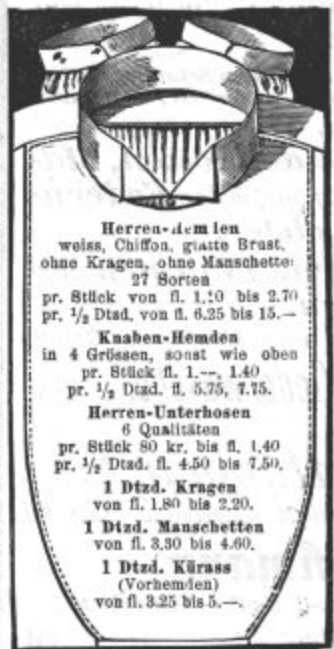 Herren-Hemden
weiss, Chiffon, glatte Brust,
ohne Kragen, ohne Manschetten
27 Sorten
pr. Stück von fl. 1.10 bis 2.70
pr. 1/2 Dtzd. von fl. 6.25 bis 15.—
Knaben-Hemden
in 4 Grössen, sonst wie oben
pr. Stück fl. 1.—, 1.40
pr. 1/2 Dtzd. fl. 5.75, 7.75.
Herren-Unterhosen
6 Qualitäten
pr. Stück 80 kr. bis fl. 1.40
pr. 1/2 Dtzd. fl. 4.50 bis 7.50.
1 Dtzd. Kragen
von fl. 1.80 bis 2.20.
1 Dtzd. Manschetten
von fl. 3.30 bis 4.60.
1 Dtzd. Kürass
(Vorhemden)
von fl. 3.25 bis 5.—.